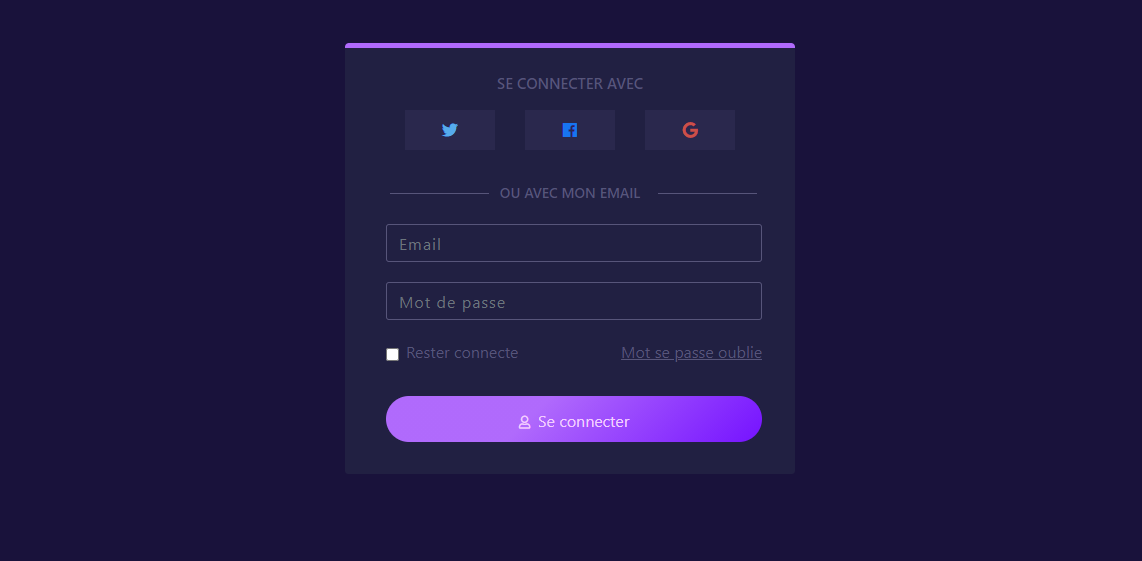 SE CONNECTER AVEC
OU AVEC MON EMAIL
Email
Mot de passe
Rester connecte
Mot se passe oublie
Se connecter